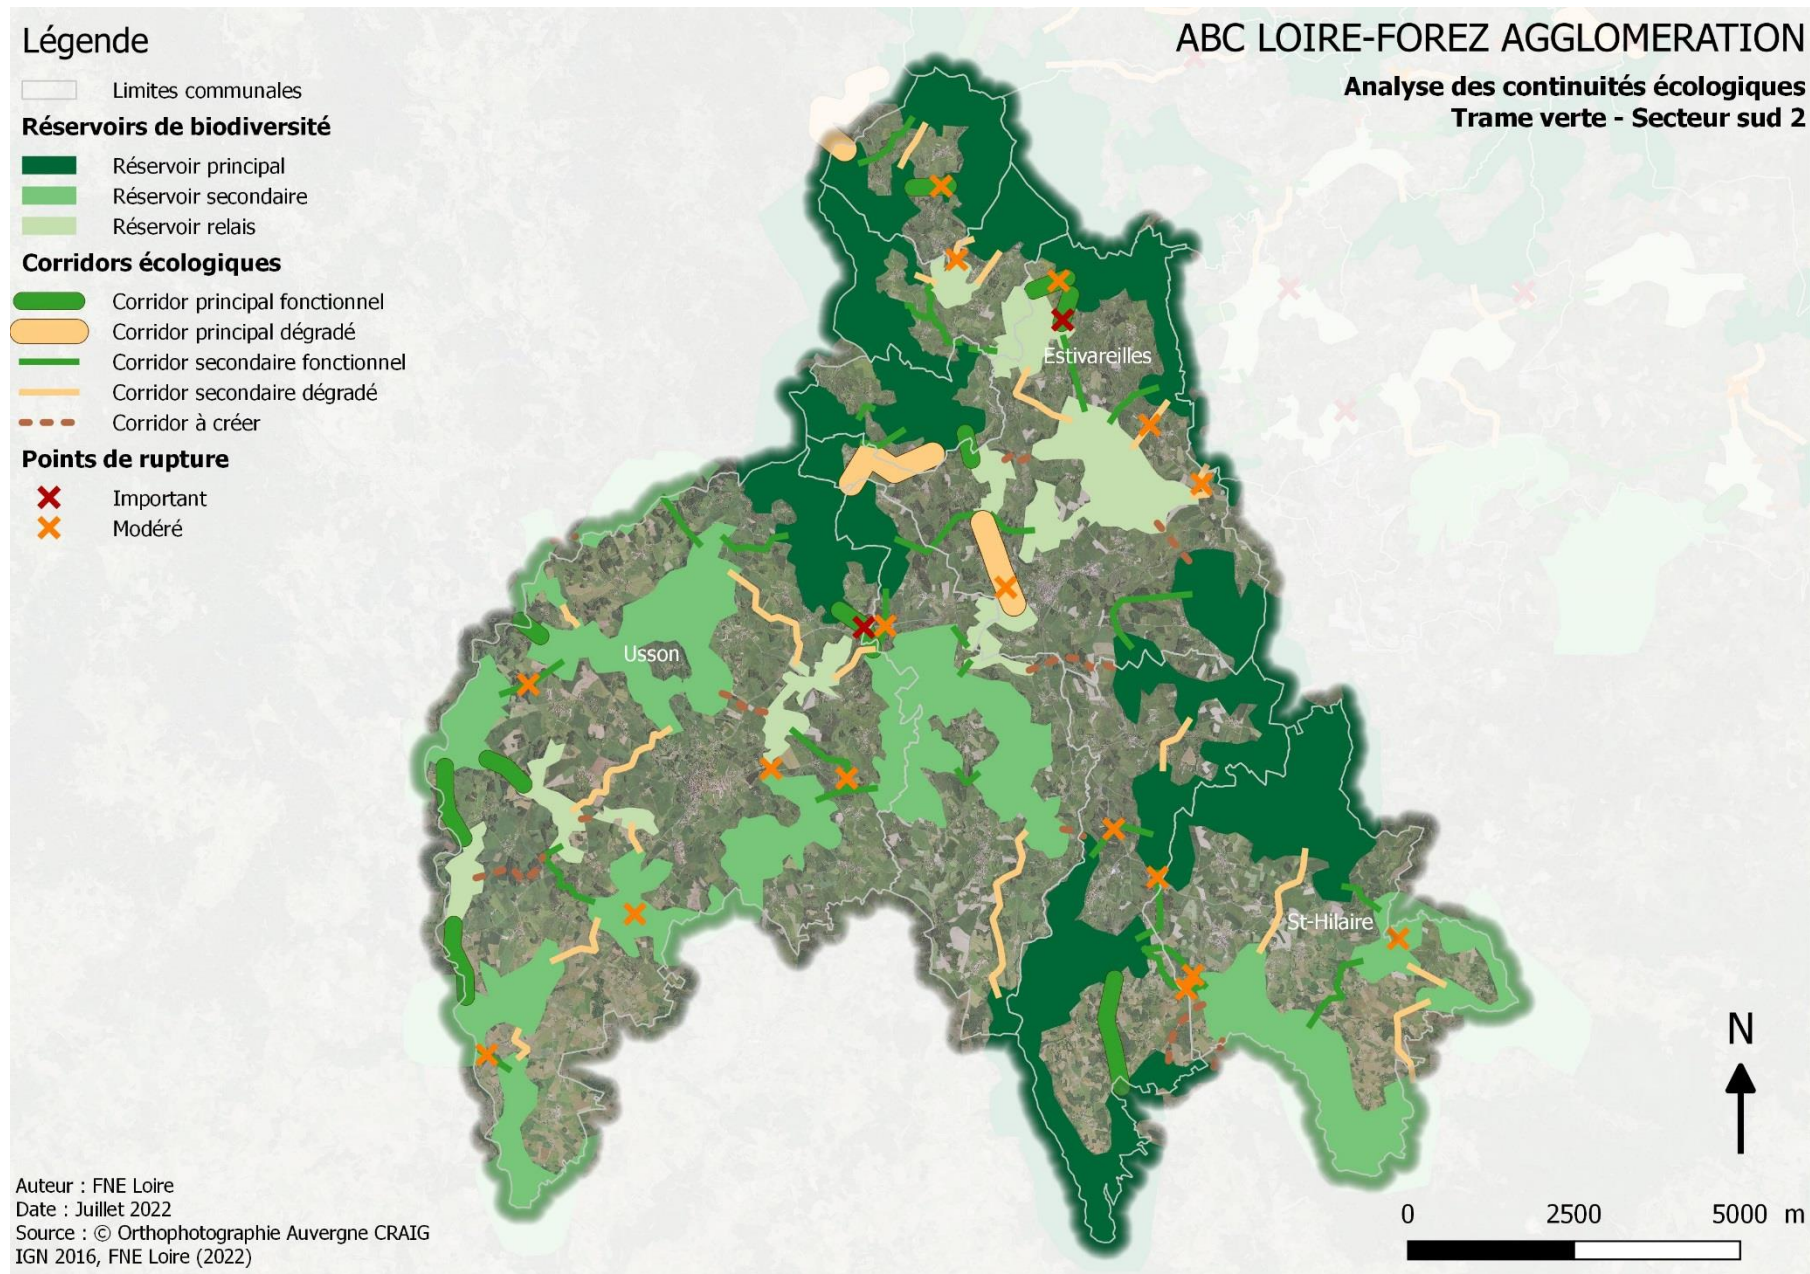 Légende
Limites communales
Réservoirs de biodiversité
Réservoir principal
Réservoir secondaire
Réservoir relais
Corridors écologiques
Corridor principal fonctionnel
Corridor principal dégradé
Corridor secondaire fonctionnel
Corridor secondaire dégradé
Corridor à créer
Points de rupture
Important
Modéré
ABC LOIRE-FOREZ AGGLOMERATION
Analyse des continuités écologiques
Trame verte - Secteur sud 2
Estivareilles
Usson
St-Hilaire
N
0 2500 5000 m
Auteur : FNE Loire
Date : Juillet 2022
Source : © Orthophotographie Auvergne CRAIG
IGN 2016, FNE Loire (2022)